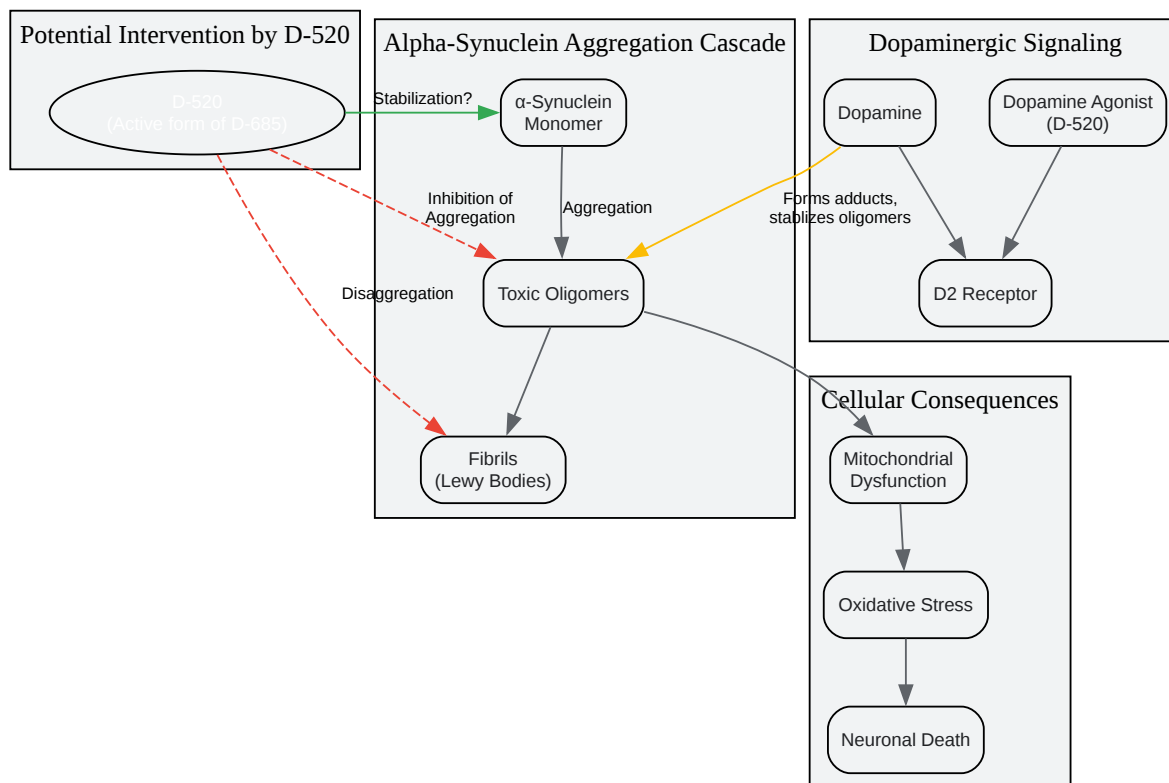 Potential Intervention by D-520
D-520
(Active form of D-685)
Alpha-Synuclein Aggregation Cascade
Stabilization?
α-Synuclein
Monomer
Inhibition of
Aggregation
Aggregation
Toxic Oligomers
Disaggregation
Fibrils
(Lewy Bodies)
Dopaminergic Signaling
Dopamine
Dopamine Agonist
(D-520)
Forms adducts,
stablizes oligomers
D2 Receptor
Cellular Consequences
Mitochondrial
Dysfunction
Oxidative Stress
Neuronal Death